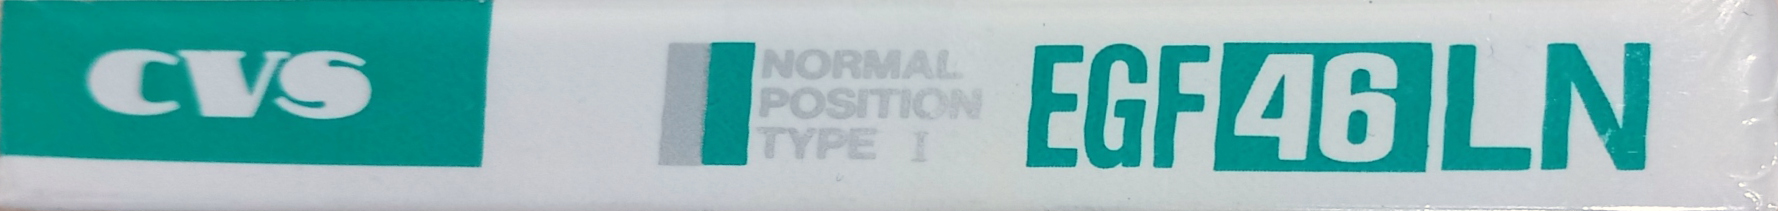 CVS
NORMAL
POSITION
TYPE I
EGF 46 LN